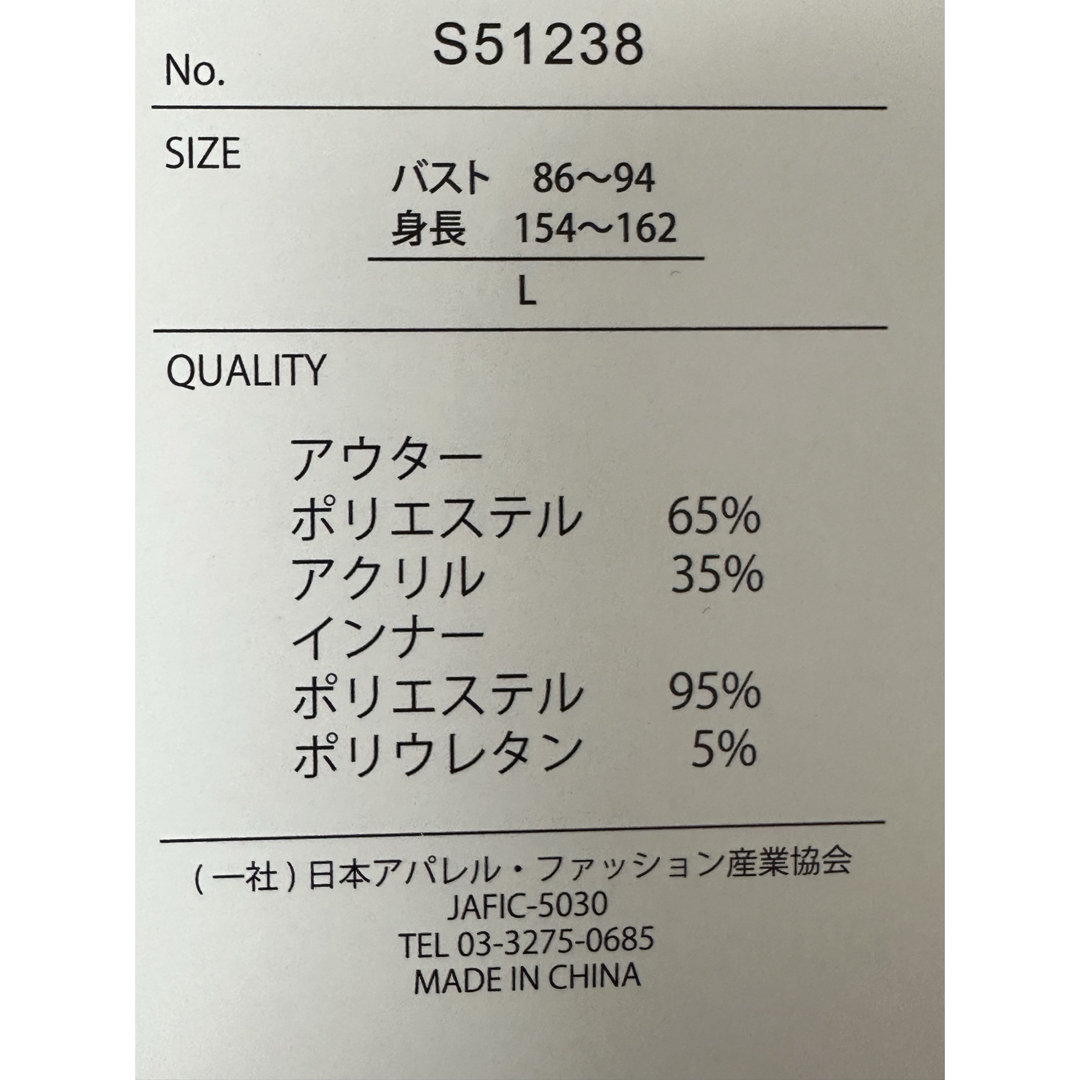 No. S51238
SIZE
バスト 86〜94
身長 154〜162
L
QUALITY
アウター
ポリエステル 65%
アクリル 35%
インナー
ポリエステル 95%
ポリウレタン 5%
(一社)日本アパレル・ファッション産業協会
JAFIC-5030
TEL 03-3275-0685
MADE IN CHINA